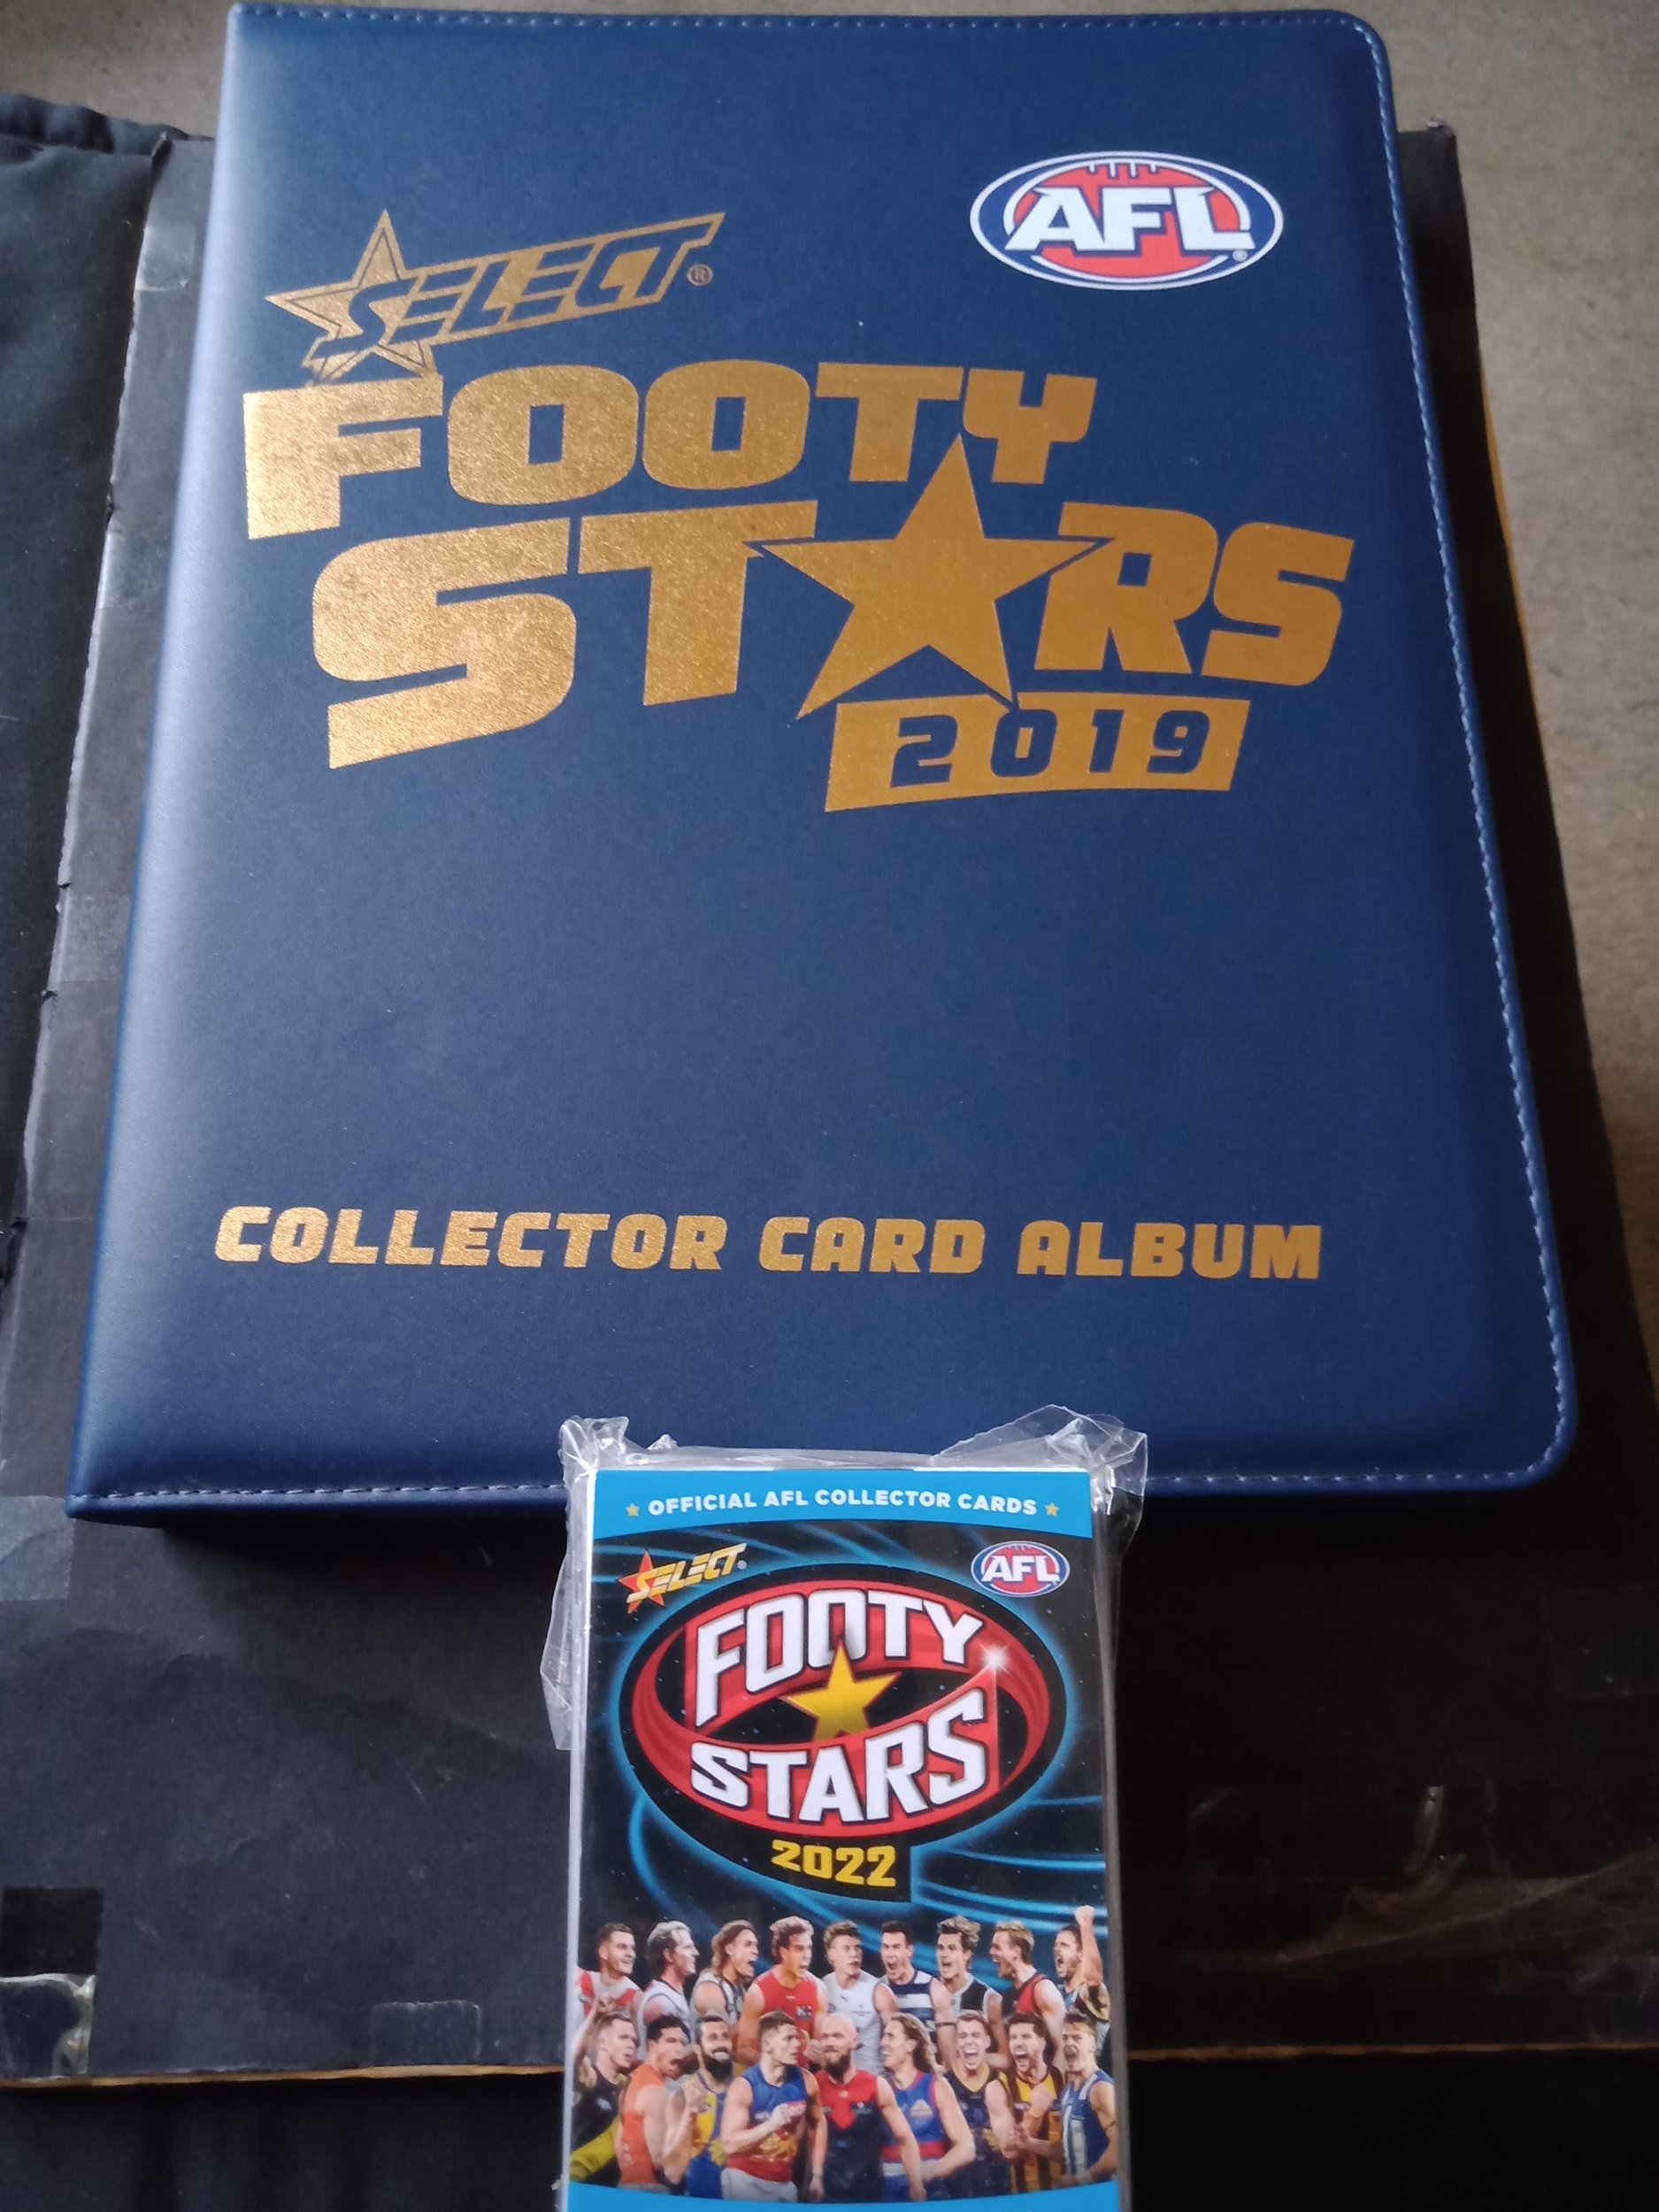 AFL®
SELECT®
FOOTY
STARS
2019
COLLECTOR CARD ALBUM
OFFICIAL AFL COLLECTOR CARDS
SELECT®
AFL
FOOTY
STARS
2022